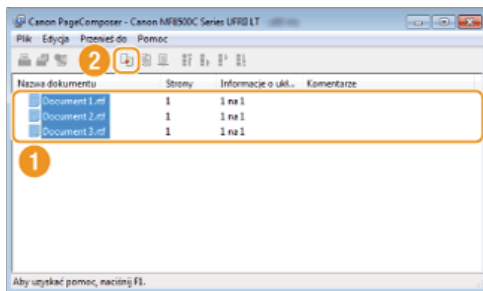 Canon PageComposer - Canon MF8500C Series UFRII LT
Plik Edycja Przenieś do Pomoc
2
Nazwa dokumentu Strony Informacje o ukł... Komentarze
Document 1.rtf 1 1 na 1
Document 2.rtf 1 1 na 1
Document 3.rtf 1 1 na 1
1
Aby uzyskać pomoc, naciśnij F1.